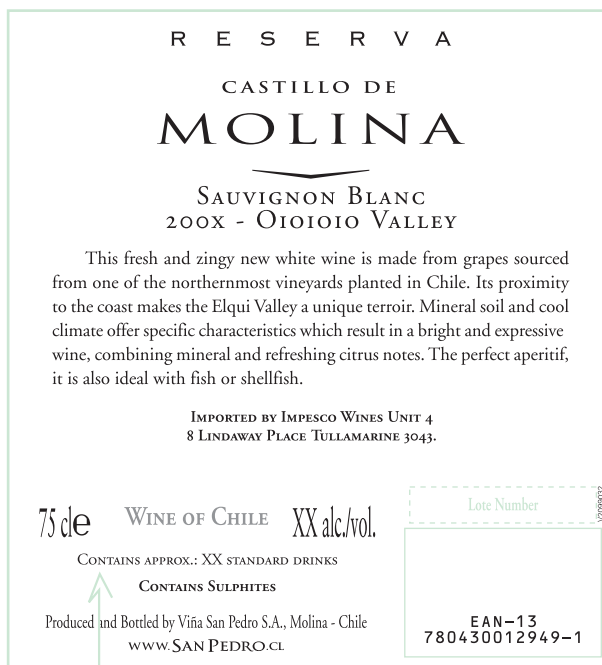 RESERVA
CASTILLO DE
MOLINA
Sauvignon Blanc
200x - Oioioio Valley
This fresh and zingy new white wine is made from grapes sourced
from one of the northernmost vineyards planted in Chile. Its proximity
to the coast makes the Elqui Valley a unique terroir. Mineral soil and cool
climate offer specific characteristics which result in a bright and expressive
wine, combining mineral and refreshing citrus notes. The perfect aperitif,
it is also ideal with fish or shellfish.
Imported by Impesco Wines Unit 4
8 Lindaway Place Tullamarine 3043.
75 cl e Wine of Chile XX alc./vol.
Lote Number
Contains approx.: XX standard drinks
Contains Sulphites
Produced and Bottled by Viña San Pedro S.A., Molina - Chile
www.San Pedro.cl
EAN-13
780430012949-1